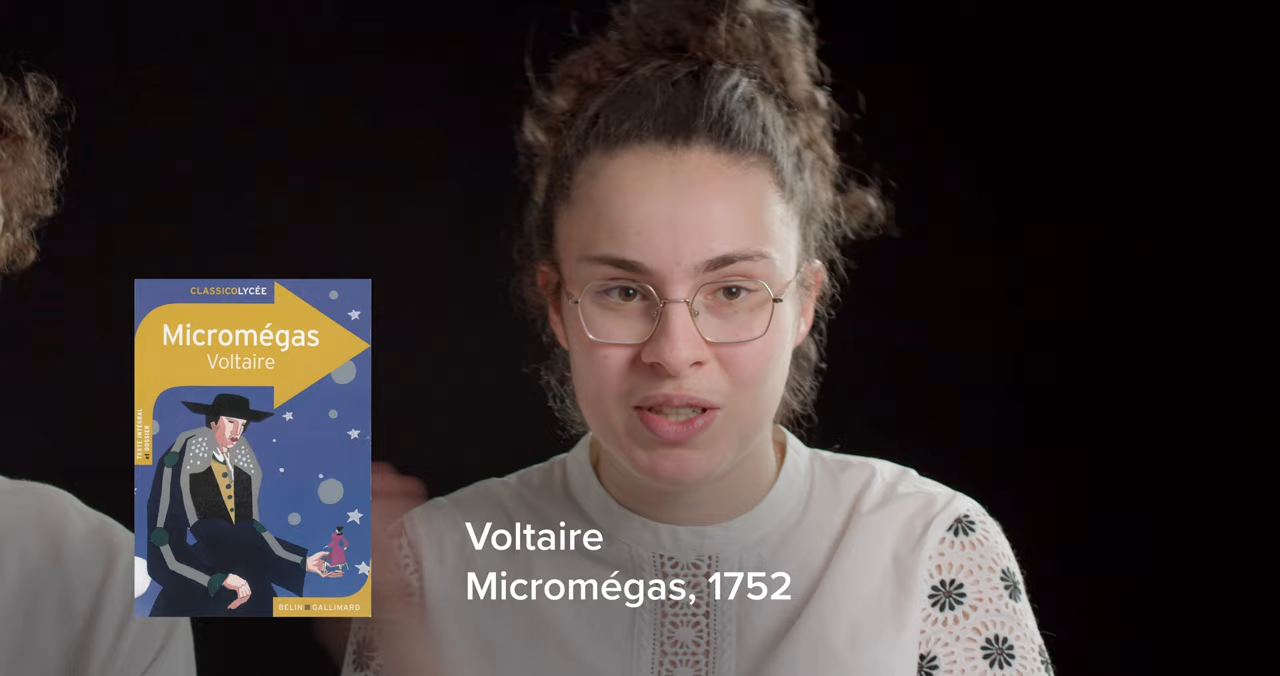 CLASSICOLYCÉE
Micromégas
Voltaire
TEXTE INTÉGRAL
et DOSSIER
BELIN GALLIMARD
Voltaire
Micromégas, 1752